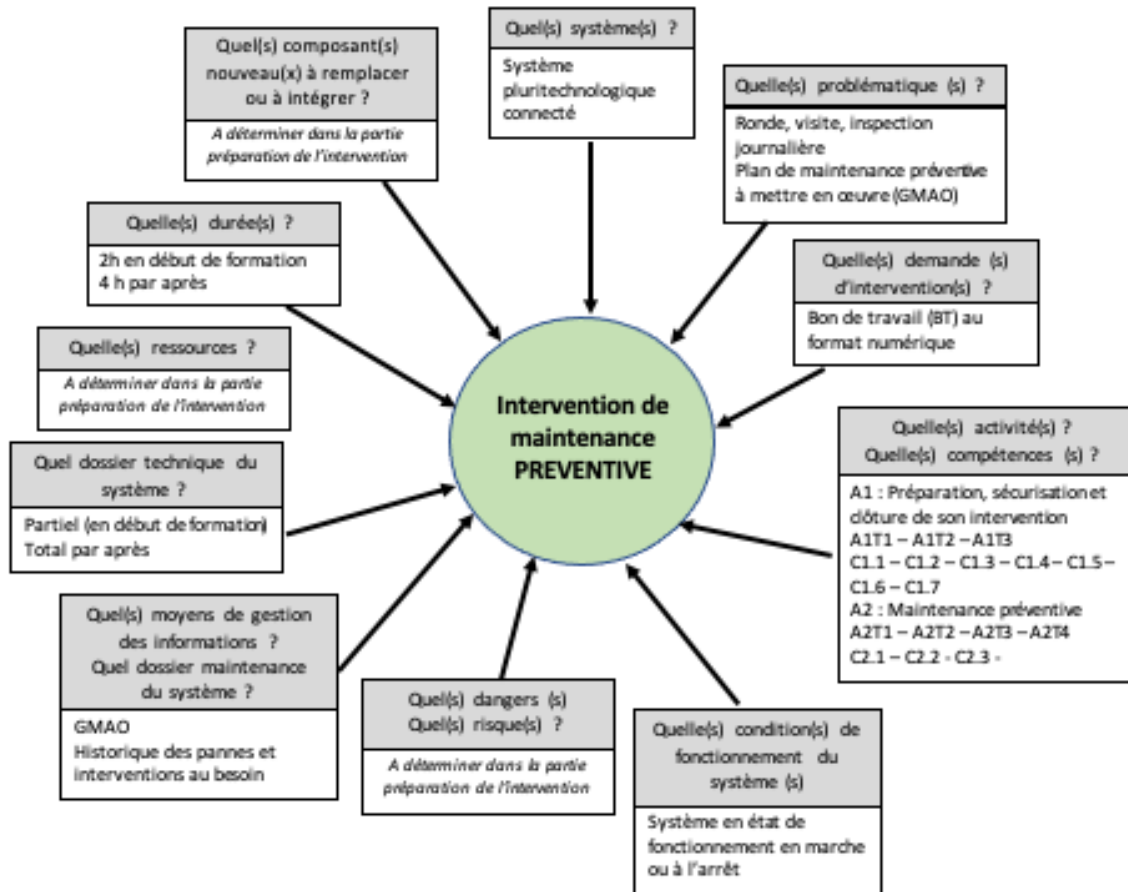 Quel(s) système(s) ?
Système
pluritechnologique
connecté
Quel(s) composant(s)
nouveau(x) à remplacer
ou à intégrer ?
A déterminer dans la partie
préparation de l'intervention
Quelle(s) problématique (s) ?
Ronde, visite, inspection
journalière
Plan de maintenance préventive
à mettre en œuvre (GMAO)
Quelle(s) durée(s) ?
2h en début de formation
4 h par après
Quelle(s) demande (s)
d'intervention(s) ?
Bon de travail (BT) au
format numérique
Quelle(s) ressources ?
A déterminer dans la partie
préparation de l'intervention
Intervention de
maintenance
PREVENTIVE
Quelle(s) activité(s) ?
Quelle(s) compétences (s) ?
A1 : Préparation, sécurisation et
clôture de son intervention
A1T1 – A1T2 – A1T3
C1.1 – C1.2 – C1.3 – C1.4 – C1.5 –
C1.6 – C1.7
A2 : Maintenance préventive
A2T1 – A2T2 – A2T3 – A2T4
C2.1 – C2.2 - C2.3 -
Quel dossier technique du
système ?
Partiel (en début de formation)
Total par après
Quel(s) moyens de gestion
des informations ?
Quel dossier maintenance
du système ?
GMAO
Historique des pannes et
interventions au besoin
Quel(s) dangers (s)
Quel(s) risque(s) ?
A déterminer dans la partie
préparation de l'intervention
Quelle(s) condition(s) de
fonctionnement du
système (s)
Système en état de
fonctionnement en marche
ou à l'arrêt